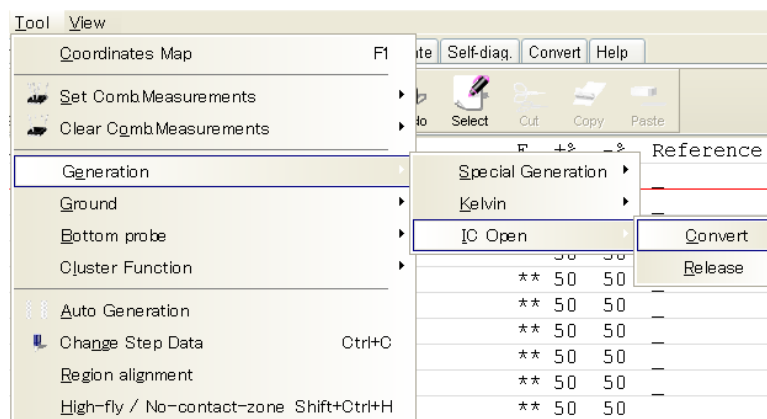 Tool View
Coordinates Map F1
Self-diag. Convert Help
Set Comb.Measurements
Clear Comb.Measurements
Select Cut Copy Paste
F +% -% Reference
Generation
Special Generation
Ground
Kelvin
Bottom probe
IC Open
Convert
Cluster Function
Release
** 50 50 _
Auto Generation
** 50 50 _
Change Step Data Ctrl+C
** 50 50 _
** 50 50 _
Region alignment
** 50 50 _
High-fly / No-contact-zone Shift+Ctrl+H
** 50 50